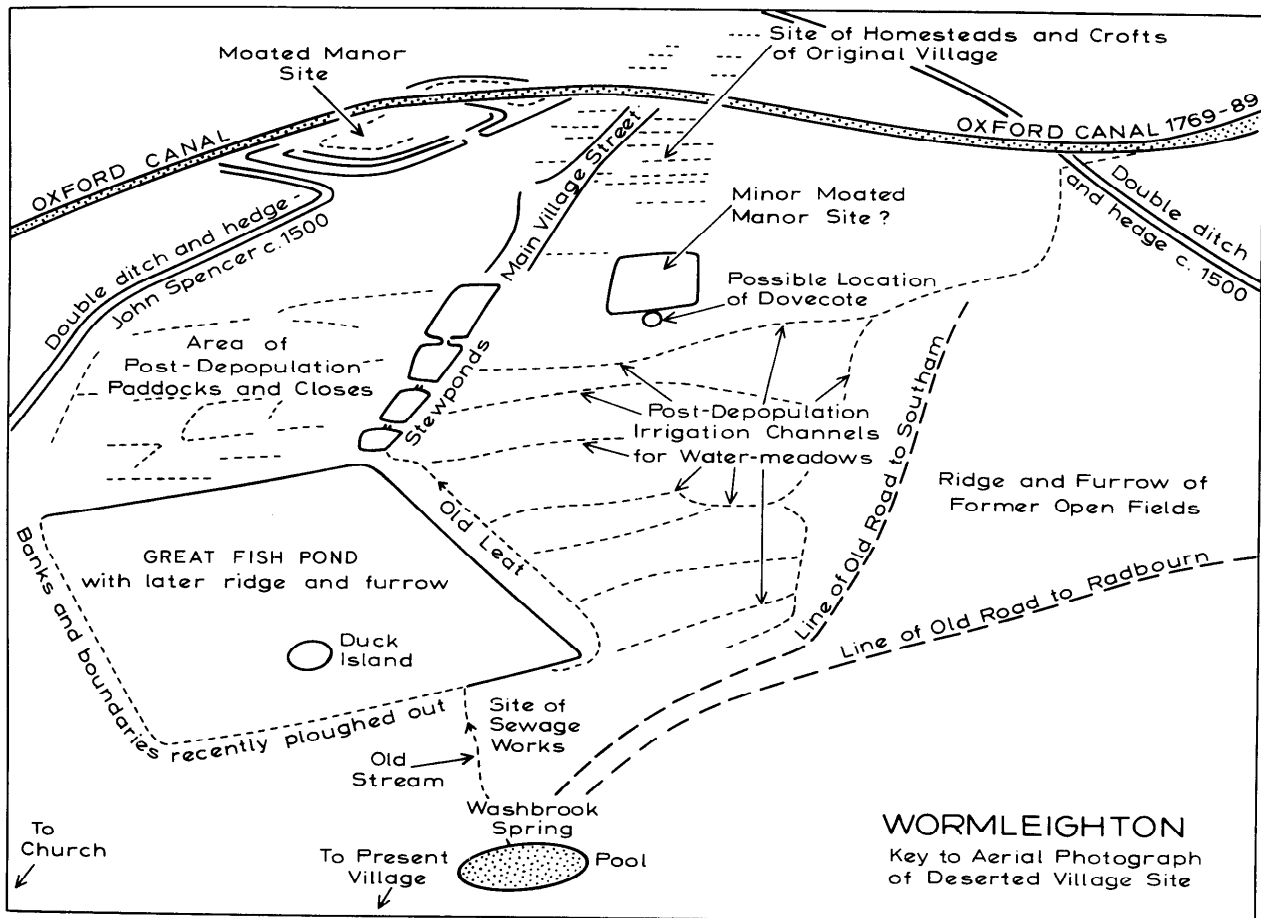 Moated Manor
Site
Site of Homesteads and Crofts
of Original Village
OXFORD CANAL
OXFORD CANAL 1769-89
Double ditch and hedge -
John Spencer c. 1500
Main Village Street
Minor Moated
Manor Site ?
Double ditch
and hedge c. 1500
Possible Location
of Dovecote
Area of
Post-Depopulation
Paddocks and Closes
Stewponds
Post-Depopulation
Irrigation Channels
for Water-meadows
Line of Old Road to Southam
Ridge and Furrow of
Former Open Fields
Old Leat
GREAT FISH POND
with later ridge and furrow
Banks and boundaries recently ploughed out
Duck
Island
Line of Old Road to Radbourn
Site of
Sewage
Works
Old
Stream
Washbrook
Spring
Pool
To
Church
To Present
Village
WORMLEIGHTON
Key to Aerial Photograph
of Deserted Village Site